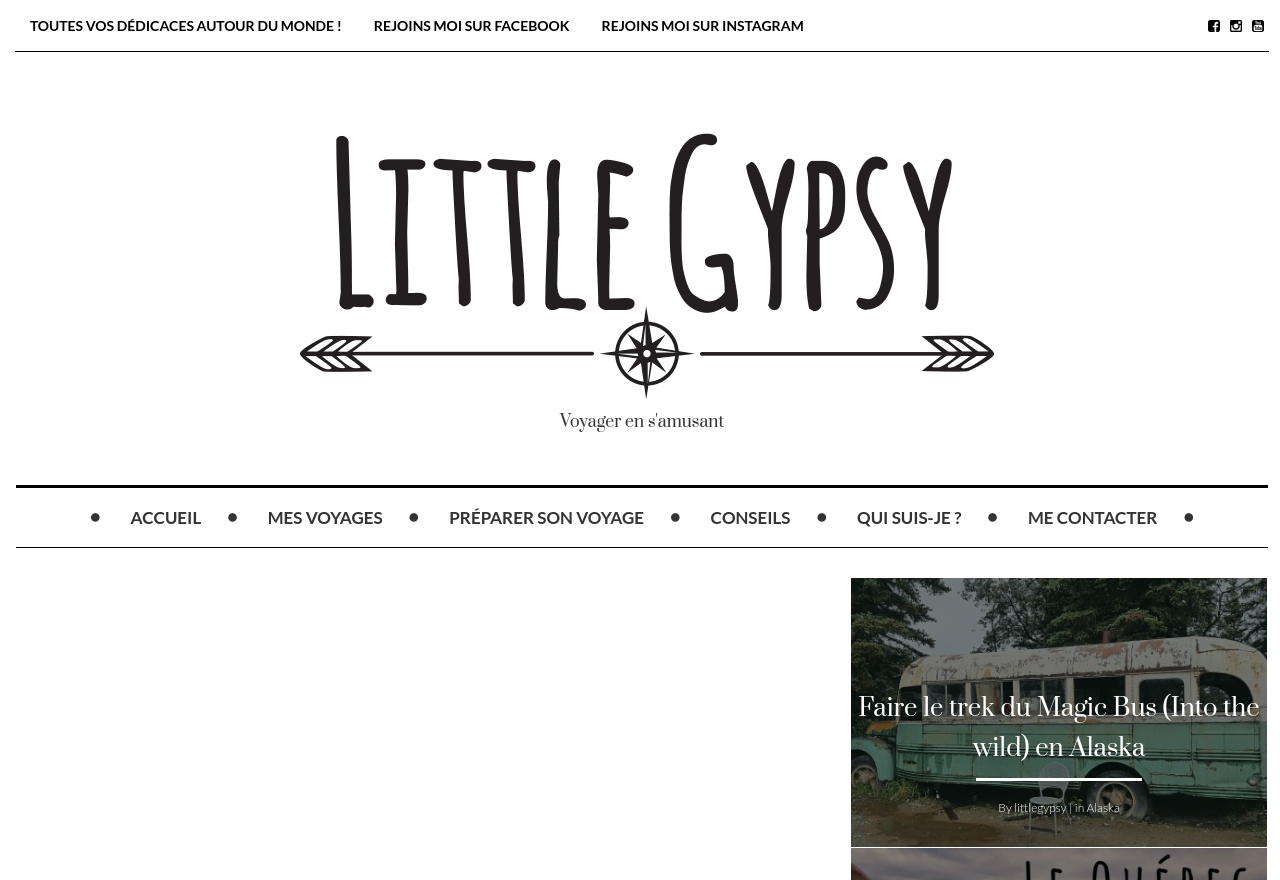 TOUTES VOS DÉDICACES AUTOUR DU MONDE ! REJOINS MOI SUR FACEBOOK REJOINS MOI SUR INSTAGRAM
LITTLE GYPSY
Voyager en s'amusant
ACCUEIL MES VOYAGES PRÉPARER SON VOYAGE CONSEILS QUI SUIS-JE ? ME CONTACTER
Faire le trek du Magic Bus (Into the
wild) en Alaska
By littlegypsy | in Alaska
LE QUÉBEC